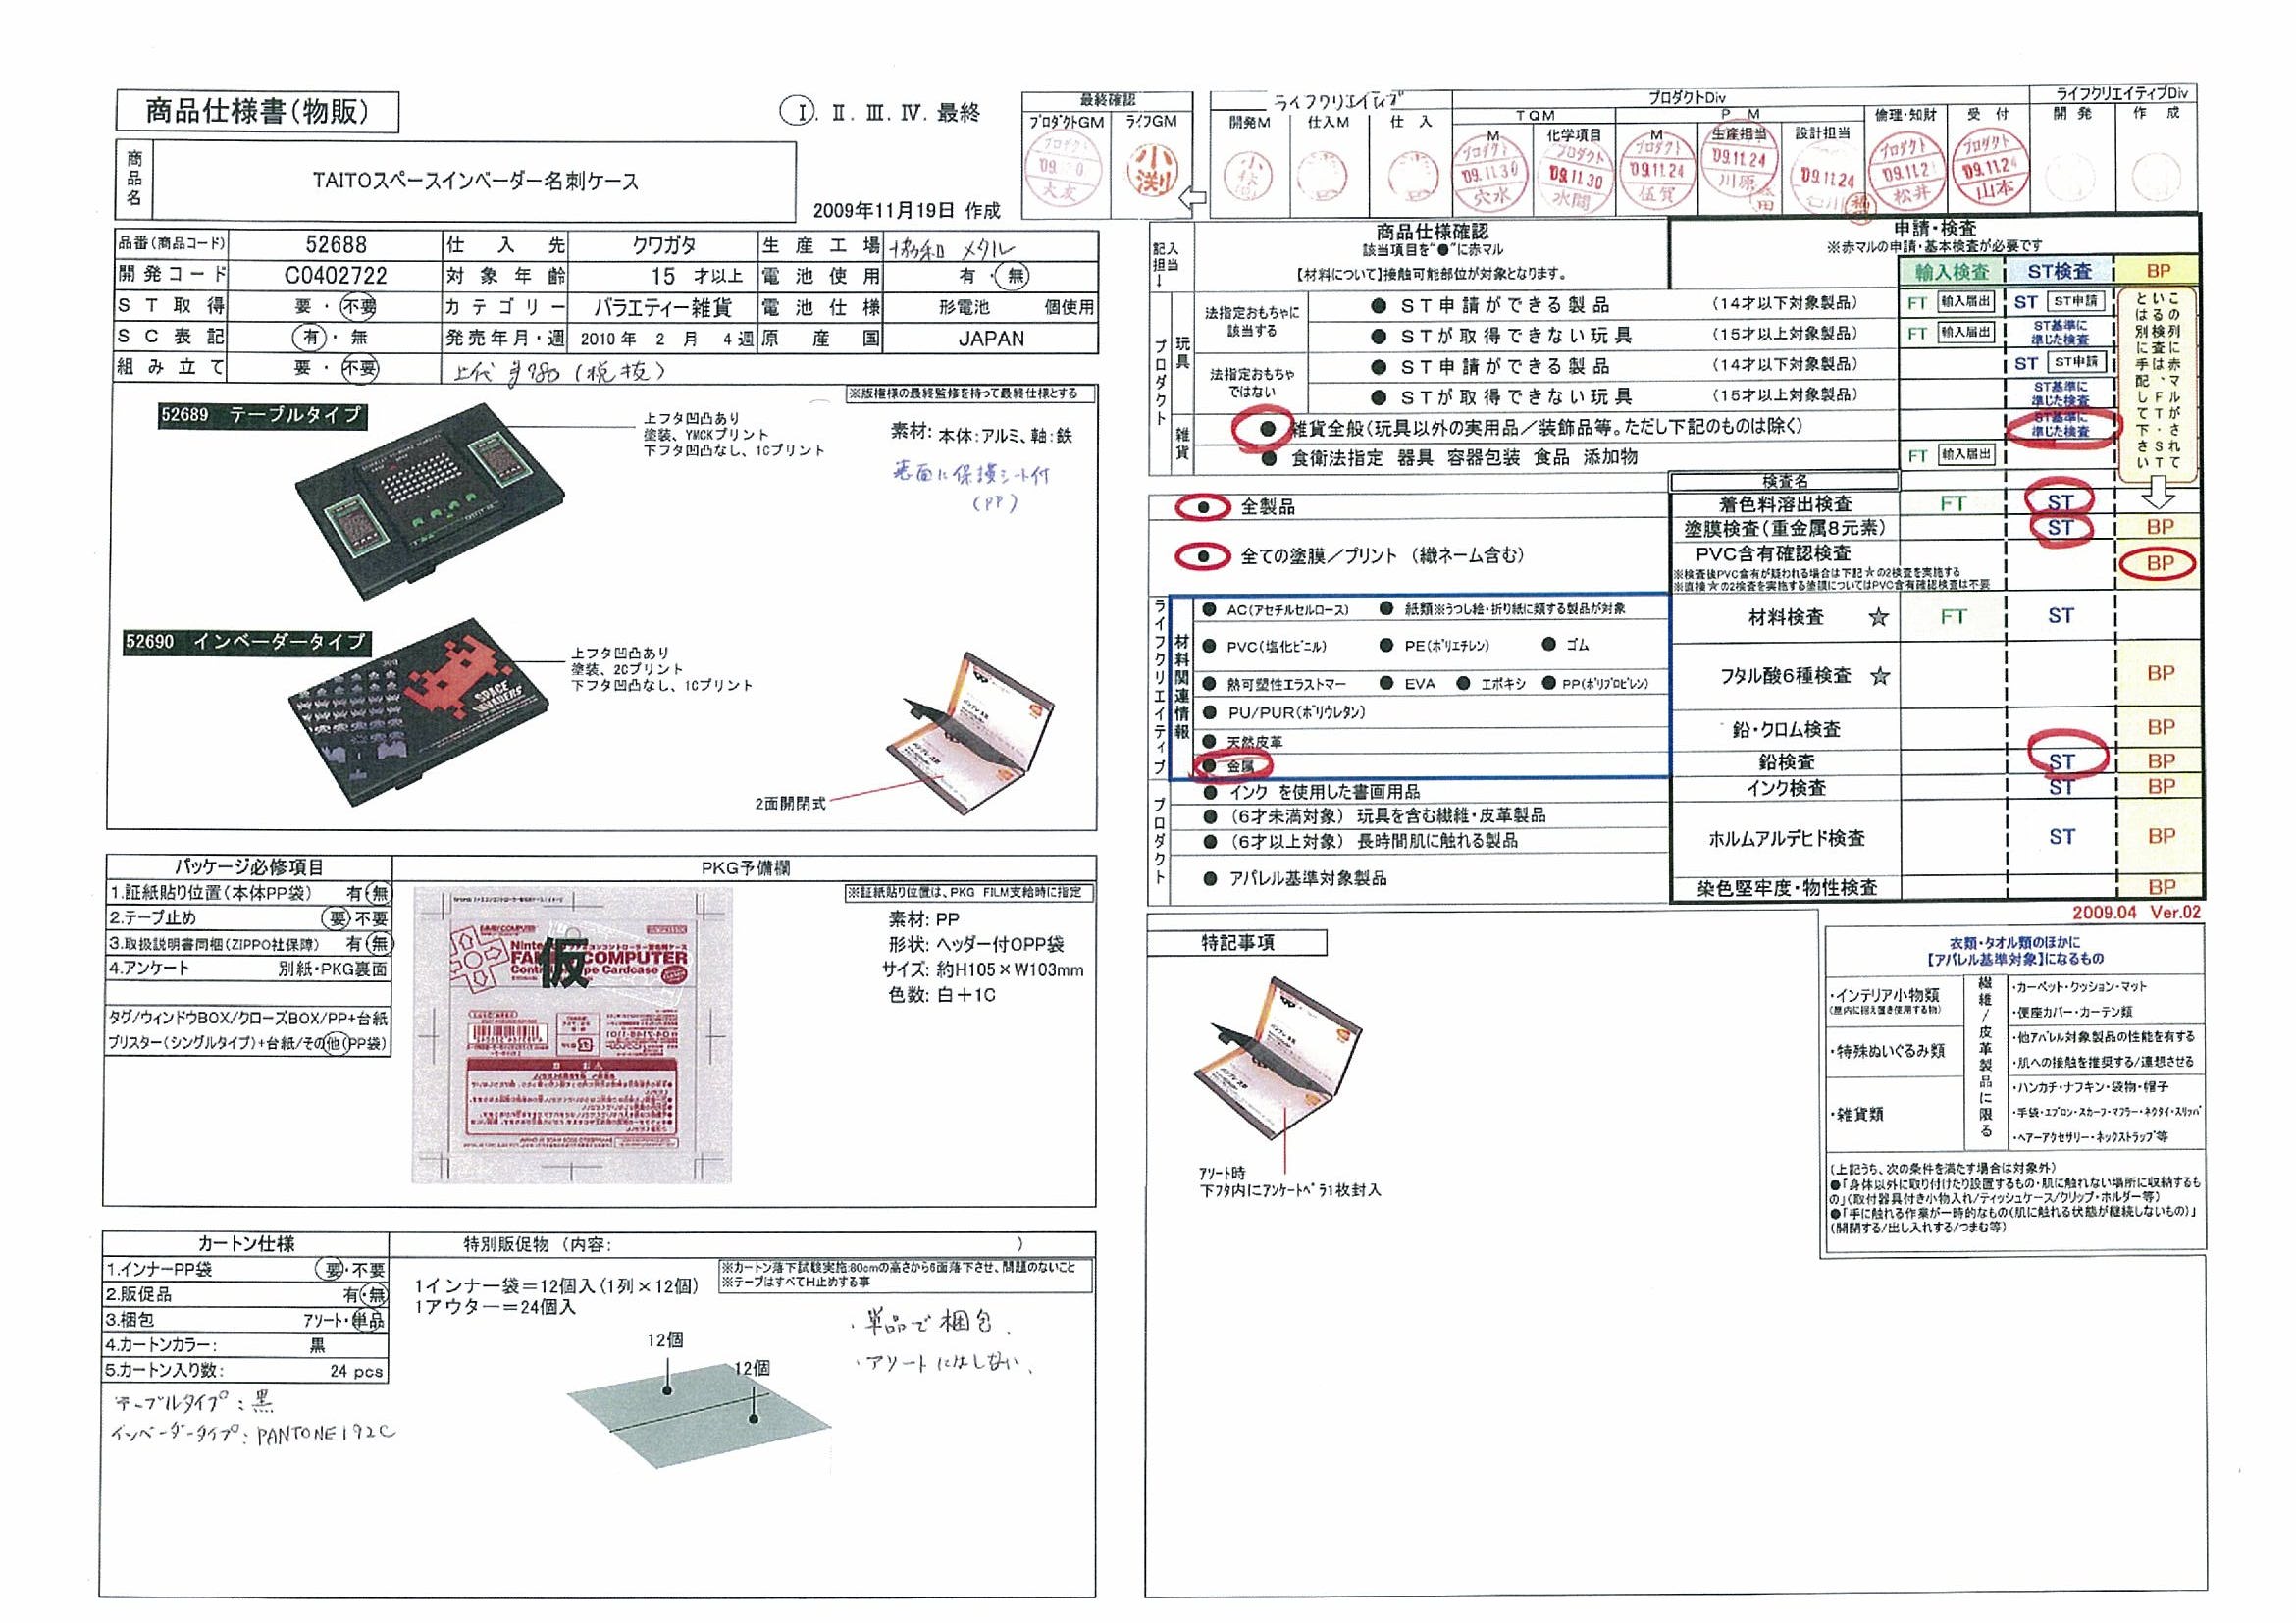 商品仕様書(物販)
Ⅰ. Ⅱ. Ⅲ. Ⅳ. 最終
商品名
TAITOスペースインベーダー名刺ケース
2009年11月19日 作成
最終確認
プロダクトGM ライフGM
小渕
大友
ライフクリエイティブ
開発M 仕入M 仕入
プロダクトDiv
TQM PM
M 化学項目 M 生産担当 設計担当 倫理・知財 受付
プロダクト '09.11.30 穴水
プロダクト '09.11.30 水間
プロダクト '09.11.24 伍賀
プロダクト '09.11.24 川原
'09.11.24
プロダクト 松井
プロダクト '09.11.24 山本
ライフクリエイティブDiv
開発 作成
品番(商品コード) 52688 仕入先 クワガタ 生産工場 協和メタル
開発コード C0402722 対象年齢 15 才以上 電池使用 有・無
ST取得 要・不要 カテゴリー バラエティー雑貨 電池仕様 形電池 個使用
SC表記 有・無 発売年月・週 2010 年 2 月 4 週 原産国 JAPAN
組み立て 要・不要 上代 ¥980 (税抜)
※版権様の最終監修を持って最終仕様とする
52689 テーブルタイプ
上フタ凹凸あり
塗装、YMCKプリント
下フタ凹凸なし、1Cプリント
素材: 本体:アルミ、軸:鉄
表面に保護シート付
(PP)
52690 インベーダータイプ
上フタ凹凸あり
塗装、2Cプリント
下フタ凹凸なし、1Cプリント
SPACE INVADERS
2面開閉式
パッケージ必修項目
1.証紙貼り位置(本体PP袋) 有・無
2.テープ止め 要・不要
3.取扱説明書同梱(ZIPPO社保障) 有・無
4.アンケート 別紙・PKG裏面
タグ/ウィンドウBOX/クローズBOX/PP+台紙
ブリスター(シングルタイプ)+台紙/その他(PP袋)
PKG予備欄
※証紙貼り位置は、PKG FILM支給時に指定
仮
素材: PP
形状: ヘッダー付OPP袋
サイズ: 約H105×W103mm
色数: 白+1C
カートン仕様
1.インナーPP袋 要・不要
2.販促品 有・無
3.梱包 アソート・単品
4.カートンカラー: 黒
5.カートン入り数: 24 pcs
テーブルタイプ:黒
インベーダータイプ:PANTONE192C
特別販促物 (内容: )
1インナー袋=12個入(1列×12個)
1アウター=24個入
※カートン落下試験実施:80cmの高さから6面落下させ、問題のないこと
※テープはすべてH止めする事
・単品で梱包.
・アソートにはしない.
12個
12個
記入担当↓
商品仕様確認
該当項目を“●”に赤マル
【材料について】接触可能部位が対象となります。
申請・検査
※赤マルの申請・基本検査が必要です
輸入検査 ST検査 BP
プロダクト
玩具
法指定おもちゃに該当する
● ST申請ができる製品 (14才以下対象製品) FT 輸入届出 ST ST申請
● STが取得できない玩具 (15才以上対象製品) FT 輸入届出 ST基準に準じた検査
法指定おもちゃではない
● ST申請ができる製品 (14才以下対象製品) ST ST申請
● STが取得できない玩具 (15才以上対象製品) ST基準に準じた検査
雑貨
● 雑貨全般(玩具以外の実用品/装飾品等。ただし下記のものは除く) ST基準に準じた検査
● 食衛法指定 器具 容器包装 食品 添加物 FT 輸入届出
この列に赤マルがされている検査は、FT・STとは別に手配して下さい
検査名
● 全製品 着色料溶出検査 FT ST
● 全ての塗膜/プリント (織ネーム含む) 塗膜検査(重金属8元素) ST BP
PVC含有確認検査 BP
※検査後PVC含有が疑われる場合は下記☆の2検査を実施する
※直接☆の2検査を実施する塗膜についてはPVC含有確認検査は不要
ライフクリエイティブ
材料関連情報
● AC(アセチルセルロース) ● 紙類※うつし絵・折り紙に類する製品が対象
● PVC(塩化ビニル) ● PE(ポリエチレン) ● ゴム
● 熱可塑性エラストマー ● EVA ● エポキシ ● PP(ポリプロピレン)
● PU/PUR(ポリウレタン)
● 天然皮革
● 金属
材料検査 ☆ FT ST
フタル酸6種検査 ☆ BP
鉛・クロム検査 BP
鉛検査 ST BP
プロダクト
● インク を使用した書画用品 インク検査 ST BP
● (6才未満対象) 玩具を含む繊維・皮革製品
● (6才以上対象) 長時間肌に触れる製品
ホルムアルデヒド検査 ST BP
● アパレル基準対象製品 染色堅牢度・物性検査 BP
2009.04 Ver.02
特記事項
アソート時
下フタ内にアンケートペラ1枚封入
衣類・タオル類のほかに
【アパレル基準対象】になるもの
・インテリア小物類
(屋内に据え置き使用する物)
・特殊ぬいぐるみ類
・雑貨類
繊維/皮革製品に限る
・カーペット・クッション・マット
・便座カバー・カーテン類
・他アパレル対象製品の性能を有する
・肌への接触を推奨する/連想させる
・ハンカチ・ナフキン・袋物・帽子
・手袋・エプロン・スカーフ・マフラー・ネクタイ・スリッパ
・ヘアーアクセサリー・ネックストラップ等
(上記うち、次の条件を満たす場合は対象外)
●「身体以外に取り付けたり設置するもの・肌に触れない場所に収納するもの」(取付器具付き小物入れ/ティッシュケース/クリップ・ホルダー等)
●「手に触れる作業が一時的なもの(肌に触れる状態が継続しないもの)」(開閉する/出し入れする/つまむ等)